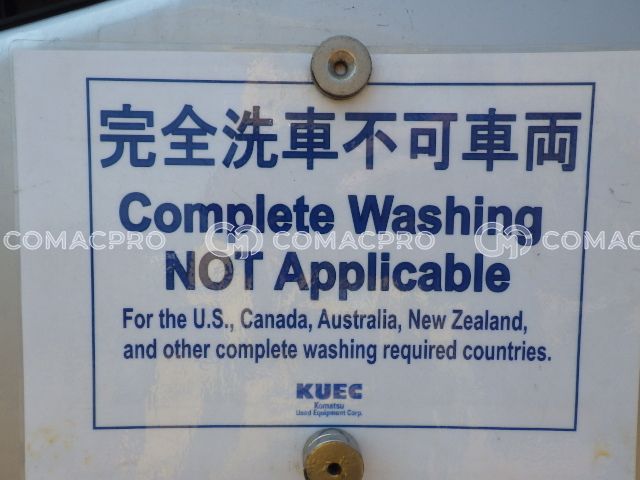 完全洗車不可車両
Complete Washing
COMACPRO COMACPRO COMACPRO
NOT Applicable
For the U.S., Canada, Australia, New Zealand,
and other complete washing required countries.
KUEC
Komatsu
Used Equipment Corp.